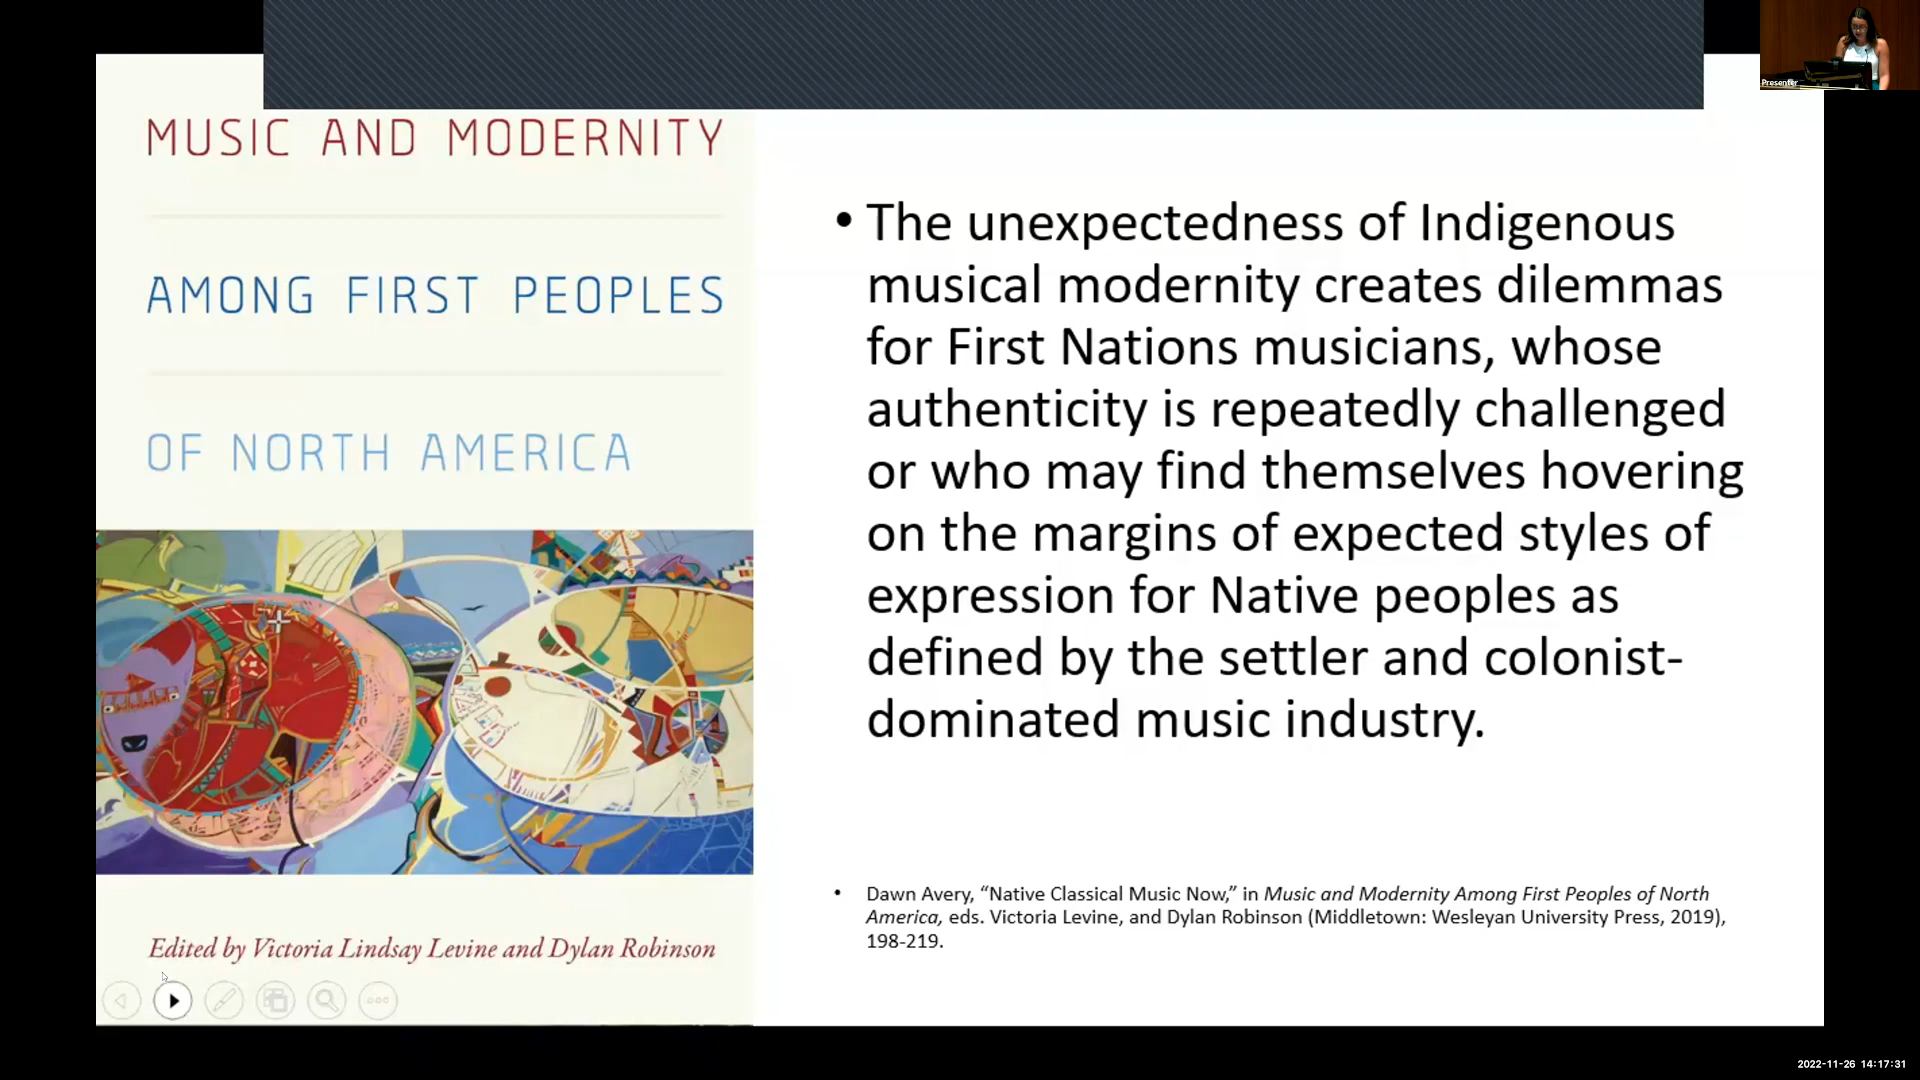 MUSIC AND MODERNITY
AMONG FIRST PEOPLES
OF NORTH AMERICA
Edited by Victoria Lindsay Levine and Dylan Robinson
• The unexpectedness of Indigenous
musical modernity creates dilemmas
for First Nations musicians, whose
authenticity is repeatedly challenged
or who may find themselves hovering
on the margins of expected styles of
expression for Native peoples as
defined by the settler and colonist-
dominated music industry.
• Dawn Avery, “Native Classical Music Now,” in Music and Modernity Among First Peoples of North
America, eds. Victoria Levine, and Dylan Robinson (Middletown: Wesleyan University Press, 2019),
198-219.
Presenter
2022-11-26 14:17:31